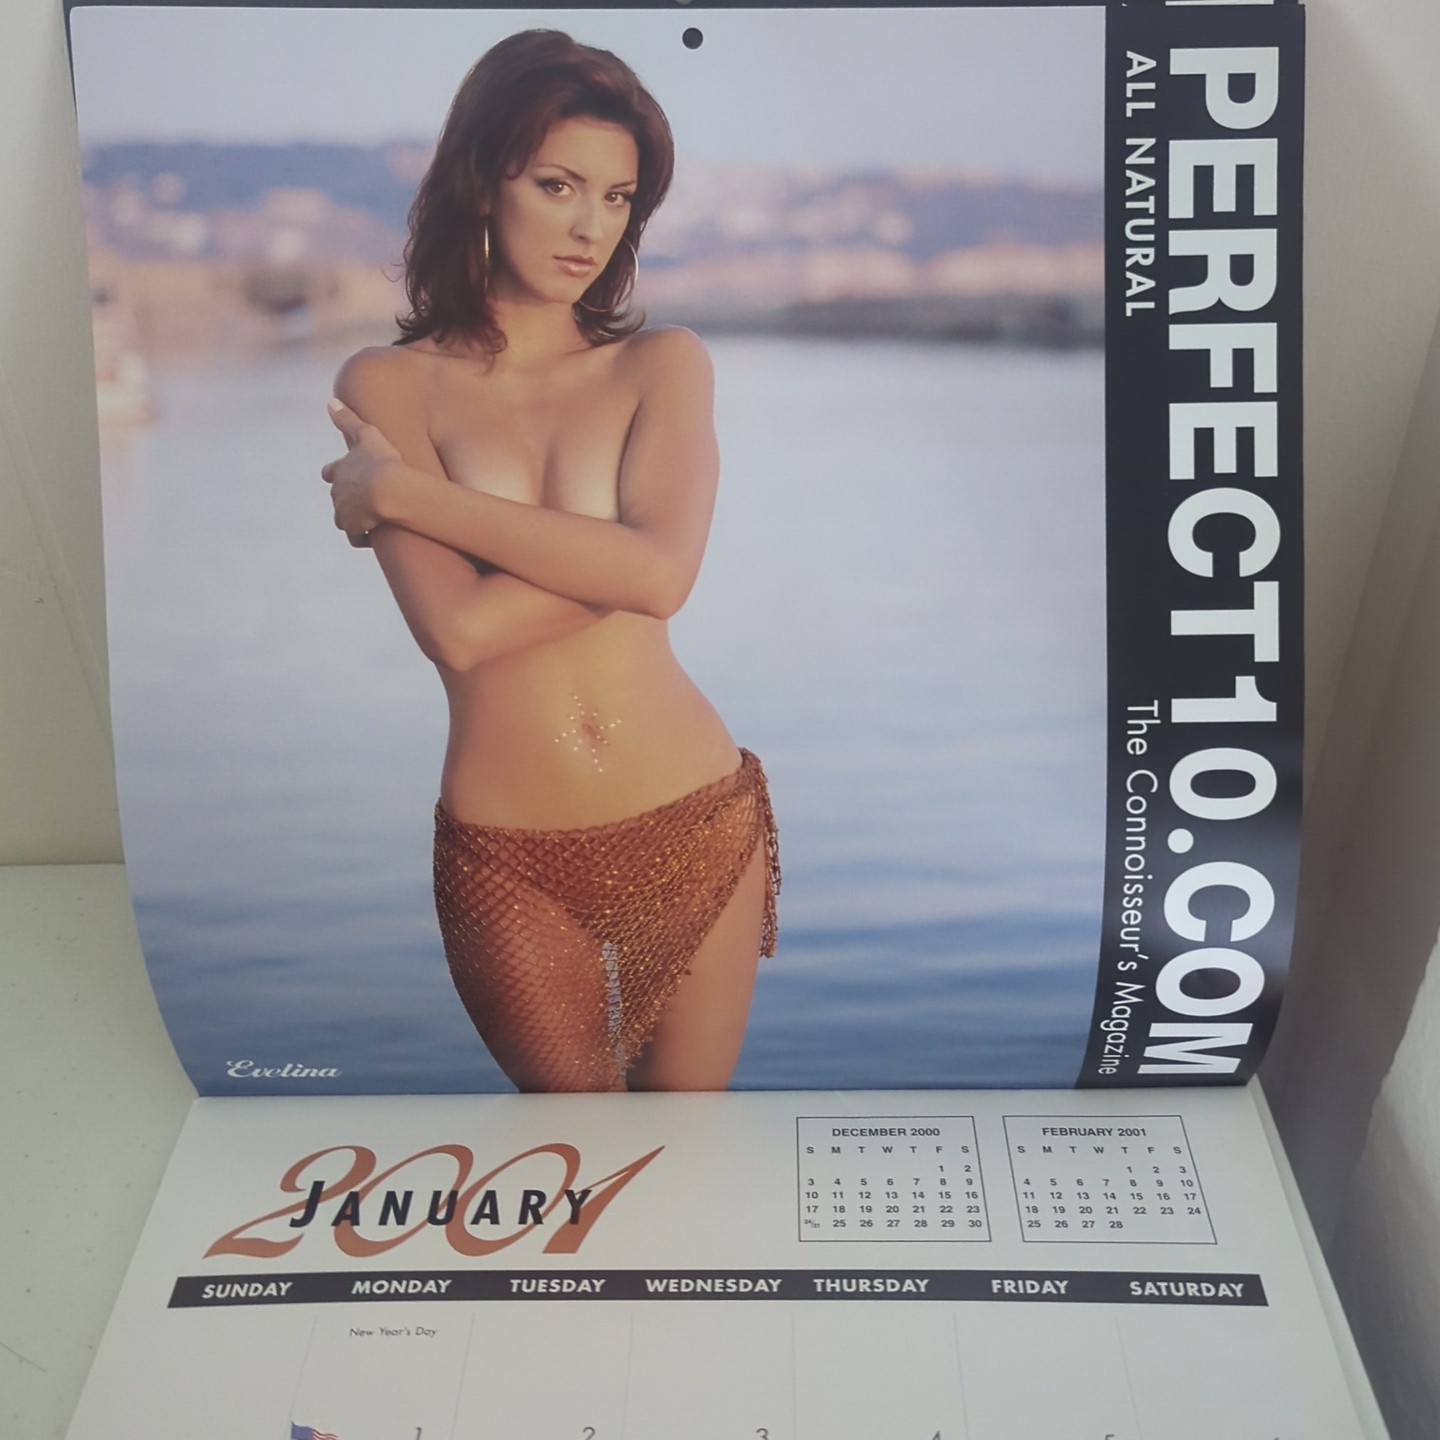 PERFECT10.COM
ALL NATURAL
The Connoisseur's Magazine
Evelina
2001
JANUARY
DECEMBER 2000
S M T W T F S
1 2
3 4 5 6 7 8 9
10 11 12 13 14 15 16
17 18 19 20 21 22 23
24/31 25 26 27 28 29 30
FEBRUARY 2001
S M T W T F S
1 2 3
4 5 6 7 8 9 10
11 12 13 14 15 16 17
18 19 20 21 22 23 24
25 26 27 28
SUNDAY MONDAY TUESDAY WEDNESDAY THURSDAY FRIDAY SATURDAY
New Year's Day
1 2 3 4 5